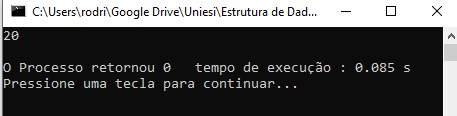 C:\Users\rodri\Google Drive\Uniesi\Estrutura de Dad...
20
O Processo retornou 0   tempo de execução : 0.085 s
Pressione uma tecla para continuar...